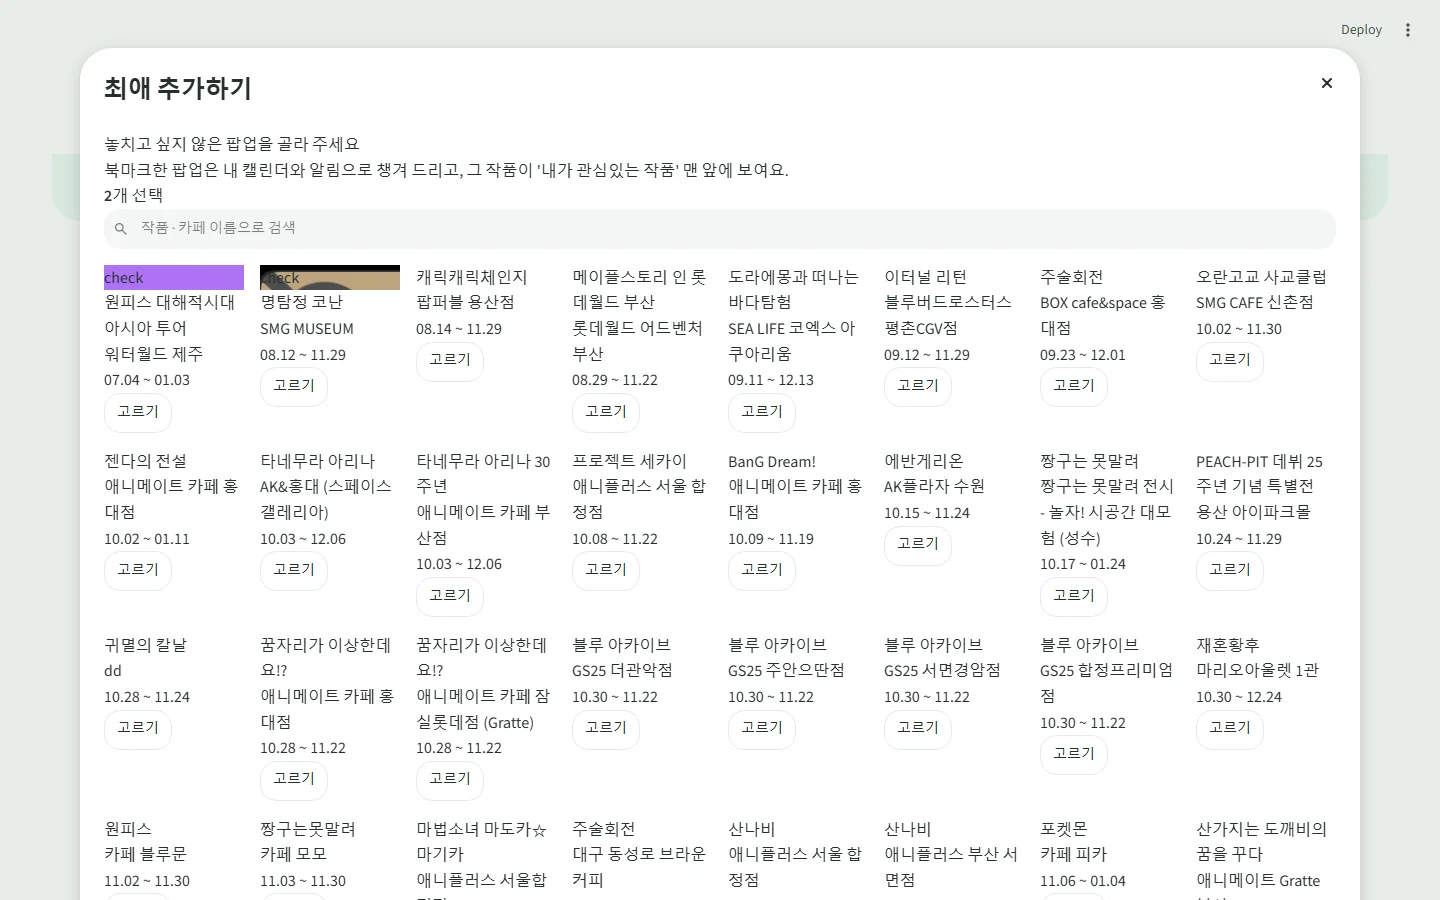 Deploy
최애 추가하기
놓치고 싶지 않은 팝업을 골라 주세요
북마크한 팝업은 내 캘린더와 알림으로 챙겨 드리고, 그 작품이 '내가 관심있는 작품' 맨 앞에 보여요.
2개 선택
작품 · 카페 이름으로 검색
check
원피스 대해적시대
아시아 투어
워터월드 제주
07.04 ~ 01.03
고르기
check
명탐정 코난
SMG MUSEUM
08.12 ~ 11.29
고르기
캐릭캐릭체인지
팝퍼블 용산점
08.14 ~ 11.29
고르기
메이플스토리 인 롯
데월드 부산
롯데월드 어드벤처
부산
08.29 ~ 11.22
고르기
도라에몽과 떠나는
바다탐험
SEA LIFE 코엑스 아
쿠아리움
09.11 ~ 12.13
고르기
이터널 리턴
블루버드로스터스
평촌CGV점
09.12 ~ 11.29
고르기
주술회전
BOX cafe&space 홍
대점
09.23 ~ 12.01
고르기
오란고교 사교클럽
SMG CAFE 신촌점
10.02 ~ 11.30
고르기
젠다의 전설
애니메이트 카페 홍
대점
10.02 ~ 01.11
고르기
타네무라 아리나
AK&홍대 (스페이스
갤레리아)
10.03 ~ 12.06
고르기
타네무라 아리나 30
주년
애니메이트 카페 부
산점
10.03 ~ 12.06
고르기
프로젝트 세카이
애니플러스 서울 합
정점
10.08 ~ 11.22
고르기
BanG Dream!
애니메이트 카페 홍
대점
10.09 ~ 11.19
고르기
에반게리온
AK플라자 수원
10.15 ~ 11.24
고르기
짱구는 못말려
짱구는 못말려 전시
- 놀자! 시공간 대모
험 (성수)
10.17 ~ 01.24
고르기
PEACH-PIT 데뷔 25
주년 기념 특별전
용산 아이파크몰
10.24 ~ 11.29
고르기
귀멸의 칼날
dd
10.28 ~ 11.24
고르기
꿈자리가 이상한데
요!?
애니메이트 카페 홍
대점
10.28 ~ 11.22
고르기
꿈자리가 이상한데
요!?
애니메이트 카페 잠
실롯데점 (Gratte)
10.28 ~ 11.22
고르기
블루 아카이브
GS25 더관악점
10.30 ~ 11.22
고르기
블루 아카이브
GS25 주안으딴점
10.30 ~ 11.22
고르기
블루 아카이브
GS25 서면경암점
10.30 ~ 11.22
고르기
블루 아카이브
GS25 합정프리미엄
점
10.30 ~ 11.22
고르기
재혼황후
마리오아울렛 1관
10.30 ~ 12.24
고르기
원피스
카페 블루문
11.02 ~ 11.30
짱구는못말려
카페 모모
11.03 ~ 11.30
마법소녀 마도카☆
마기카
애니플러스 서울합
주술회전
대구 동성로 브라운
커피
산나비
애니플러스 서울 합
정점
산나비
애니플러스 부산 서
면점
포켓몬
카페 피카
11.06 ~ 01.04
산가지는 도깨비의
꿈을 꾸다
애니메이트 Gratte